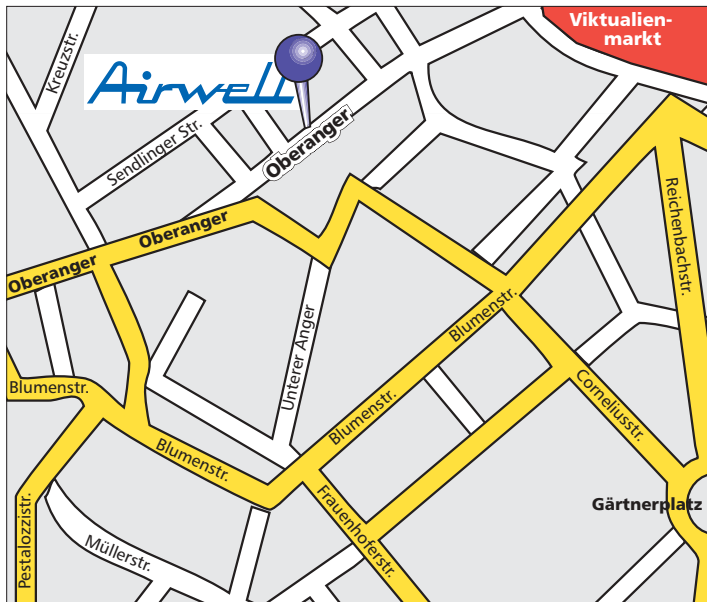 Viktualien-
markt
Kreuzstr.
Airwell
Sendlinger Str.
Oberanger
Oberanger
Oberanger
Reichenbachstr.
Unterer Anger
Blumenstr.
Blumenstr.
Blumenstr.
Blumenstr.
Corneliusstr.
Frauenhoferstr.
Gärtnerplatz
Pestalozzistr.
Müllerstr.